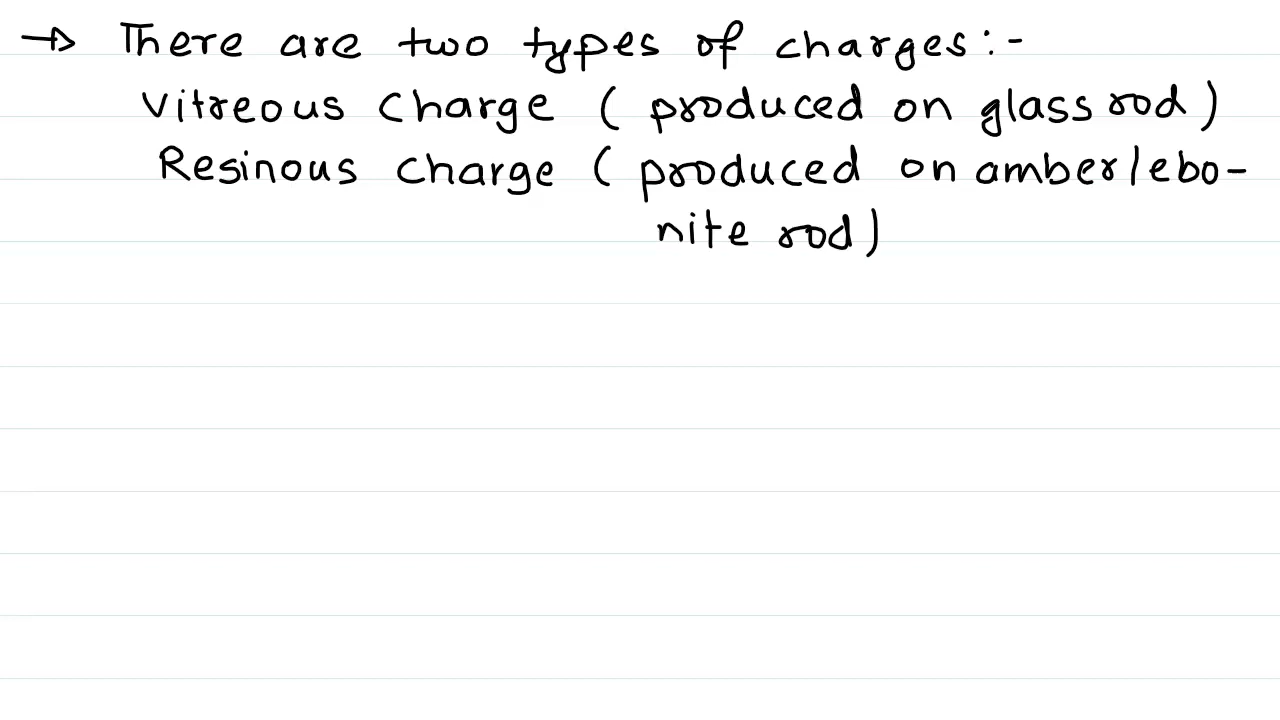 → There are two types of charges:-
Vitreous Charge ( produced on glass rod )
Resinous charge ( produced on amber/ebo-
nite rod)